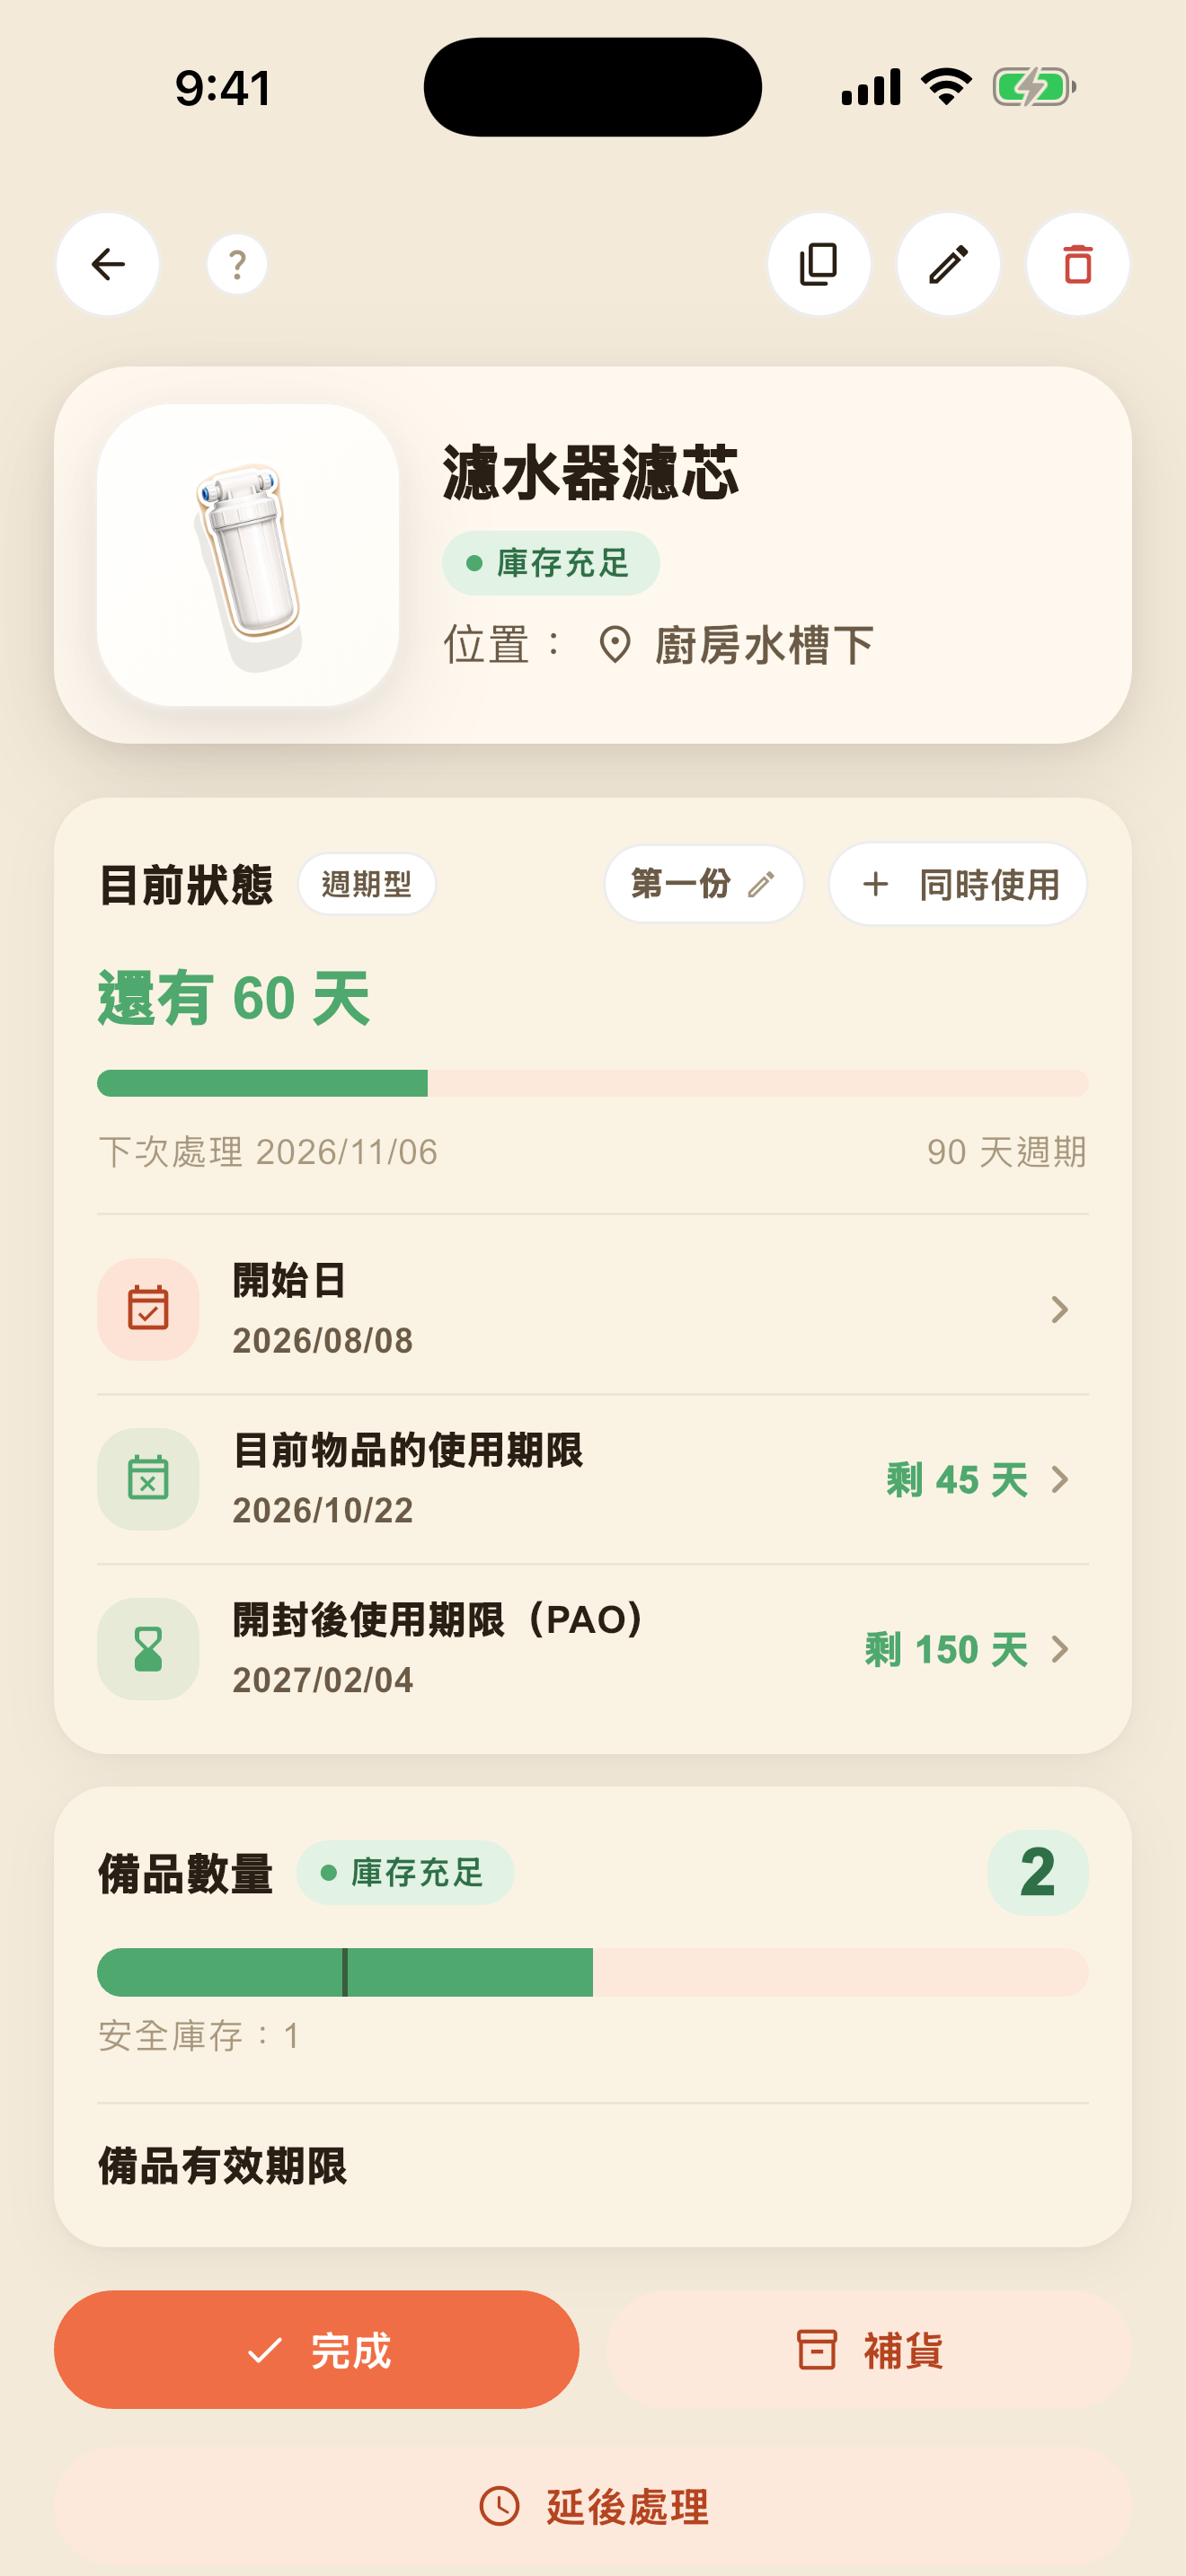 9:41
?
濾水器濾芯
庫存充足
位置： 廚房水槽下
目前狀態 週期型 第一份 + 同時使用
還有 60 天
下次處理 2026/11/06 90 天週期
開始日
2026/08/08
目前物品的使用期限
2026/10/22
剩 45 天
開封後使用期限（PAO）
2027/02/04
剩 150 天
備品數量 庫存充足 2
安全庫存：1
備品有效期限
完成 補貨
延後處理